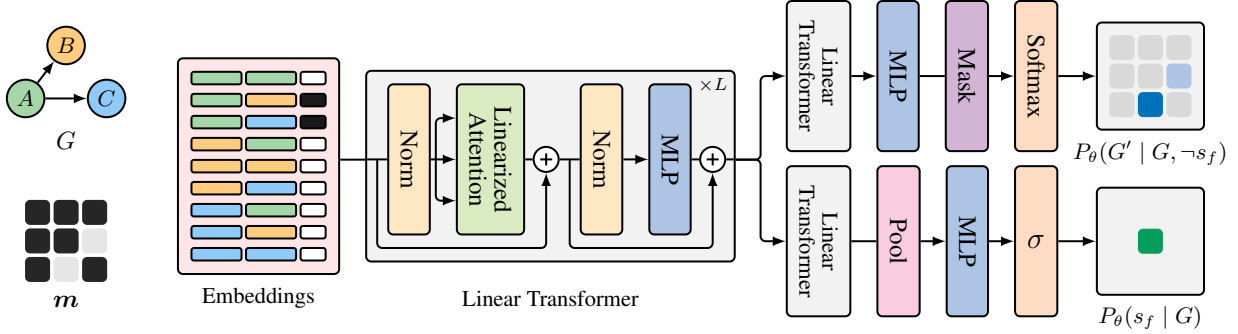 B
A
C
G
m
Embeddings
Norm
Linearized
Attention
Norm
MLP
×L
Linear Transformer
Linear
Transformer
MLP
Mask
Softmax
P_θ(G′ | G, ¬s_f)
Linear
Transformer
Pool
MLP
σ
P_θ(s_f | G)